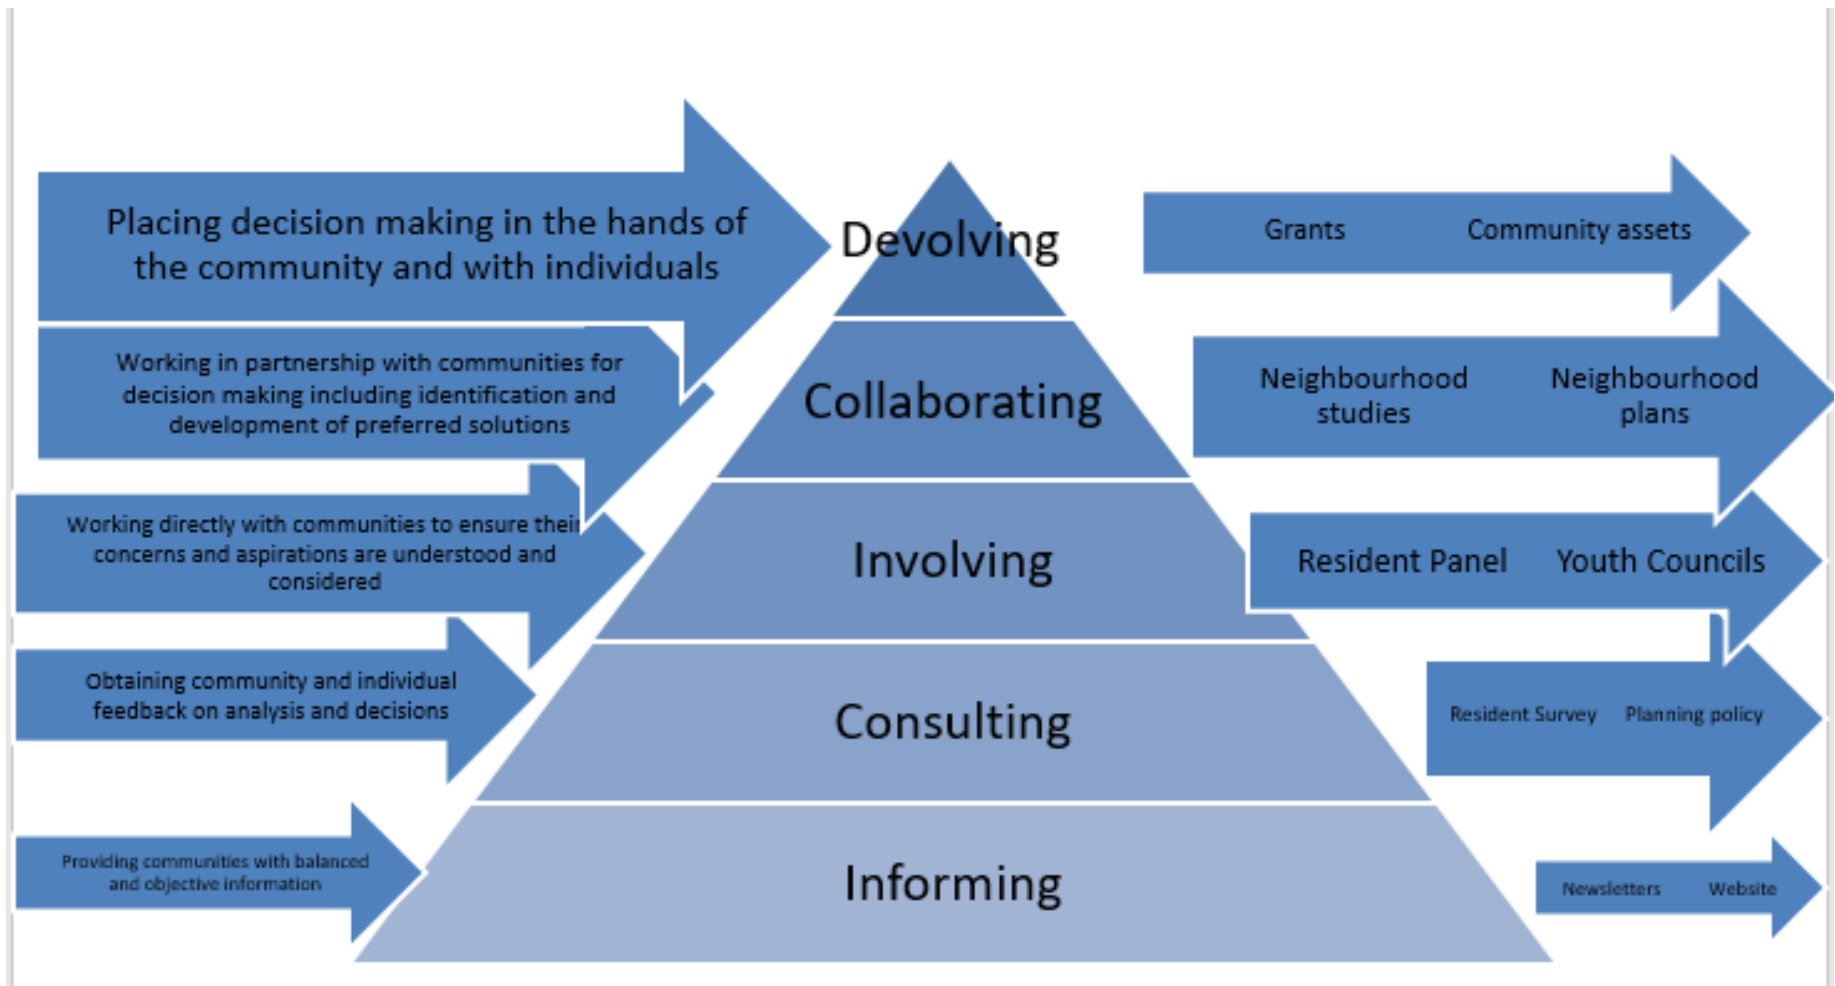 Placing decision making in the hands of
the community and with individuals
Devolving
Grants
Community assets
Working in partnership with communities for
decision making including identification and
development of preferred solutions
Collaborating
Neighbourhood
studies
Neighbourhood
plans
Working directly with communities to ensure their
concerns and aspirations are understood and
considered
Involving
Resident Panel
Youth Councils
Obtaining community and individual
feedback on analysis and decisions
Consulting
Resident Survey
Planning policy
Providing communities with balanced
and objective information
Informing
Newsletters
Website